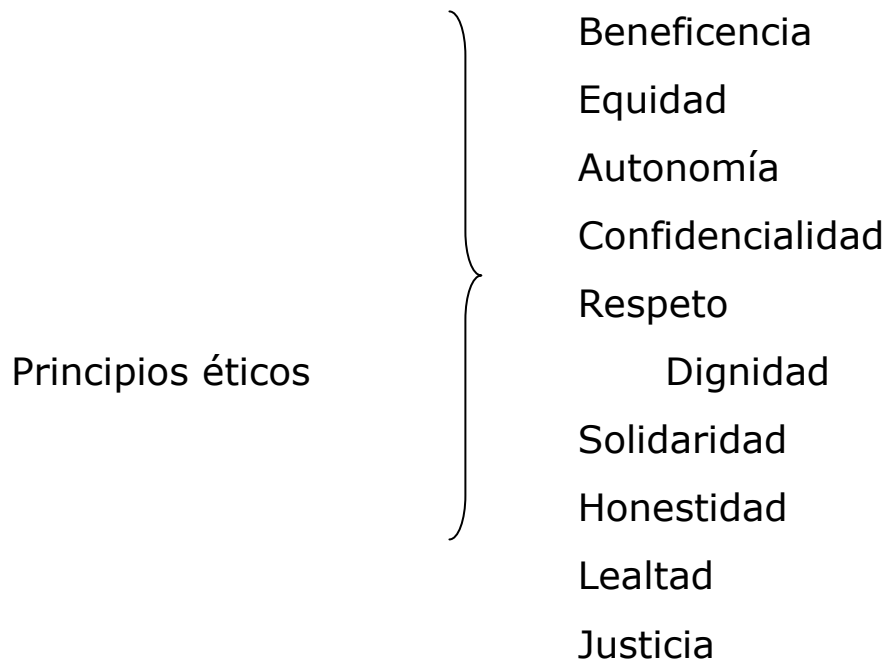 Beneficencia
Equidad
Autonomía
Confidencialidad
Respeto
Principios éticos Dignidad
Solidaridad
Honestidad
Lealtad
Justicia